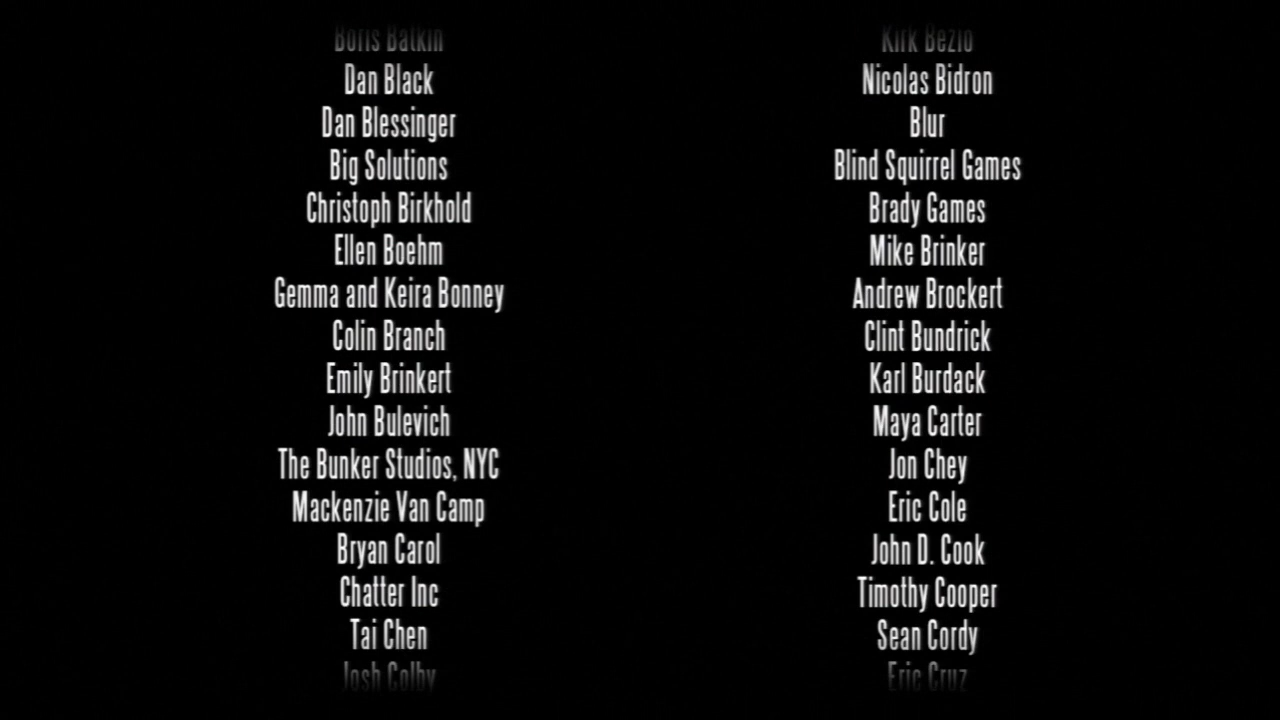 Boris Batkin
Kirk Bezio
Dan Black
Nicolas Bidron
Dan Blessinger
Blur
Big Solutions
Blind Squirrel Games
Christoph Birkhold
Brady Games
Ellen Boehm
Mike Brinker
Gemma and Keira Bonney
Andrew Brockert
Colin Branch
Clint Bundrick
Emily Brinkert
Karl Burdack
John Bulevich
Maya Carter
The Bunker Studios, NYC
Jon Chey
Mackenzie Van Camp
Eric Cole
Bryan Carol
John D. Cook
Chatter Inc
Timothy Cooper
Tai Chen
Sean Cordy
Josh Colby
Eric Cruz